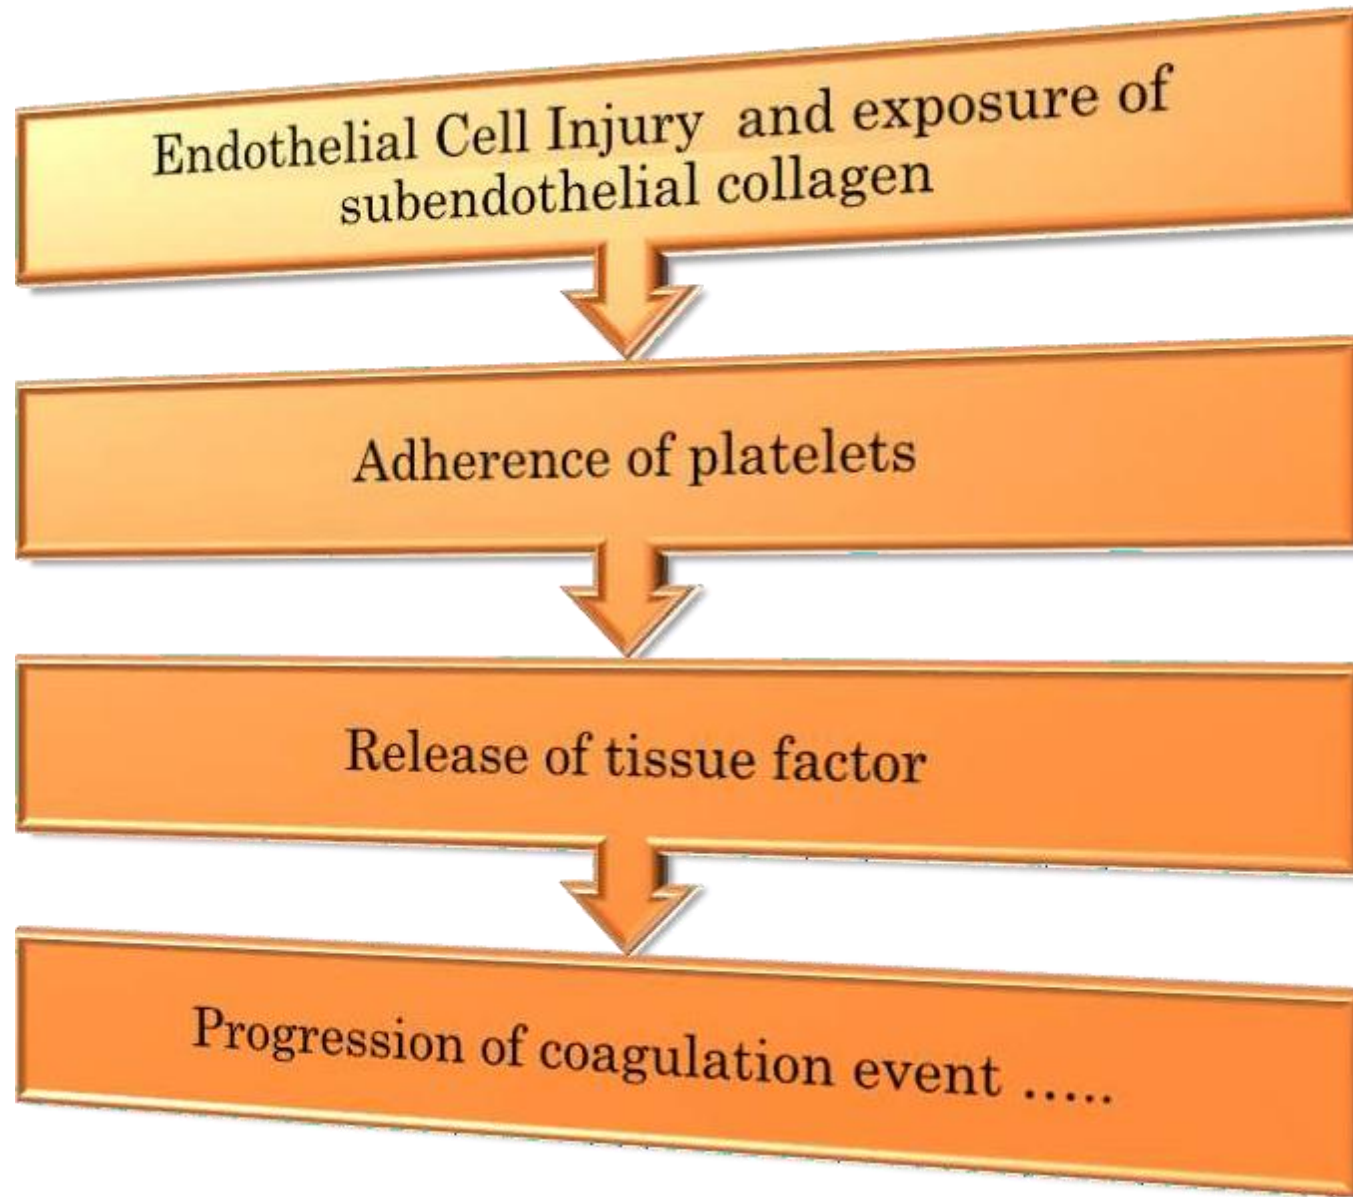 Endothelial Cell Injury and exposure of
subendothelial collagen
Adherence of platelets
Release of tissue factor
Progression of coagulation event .....